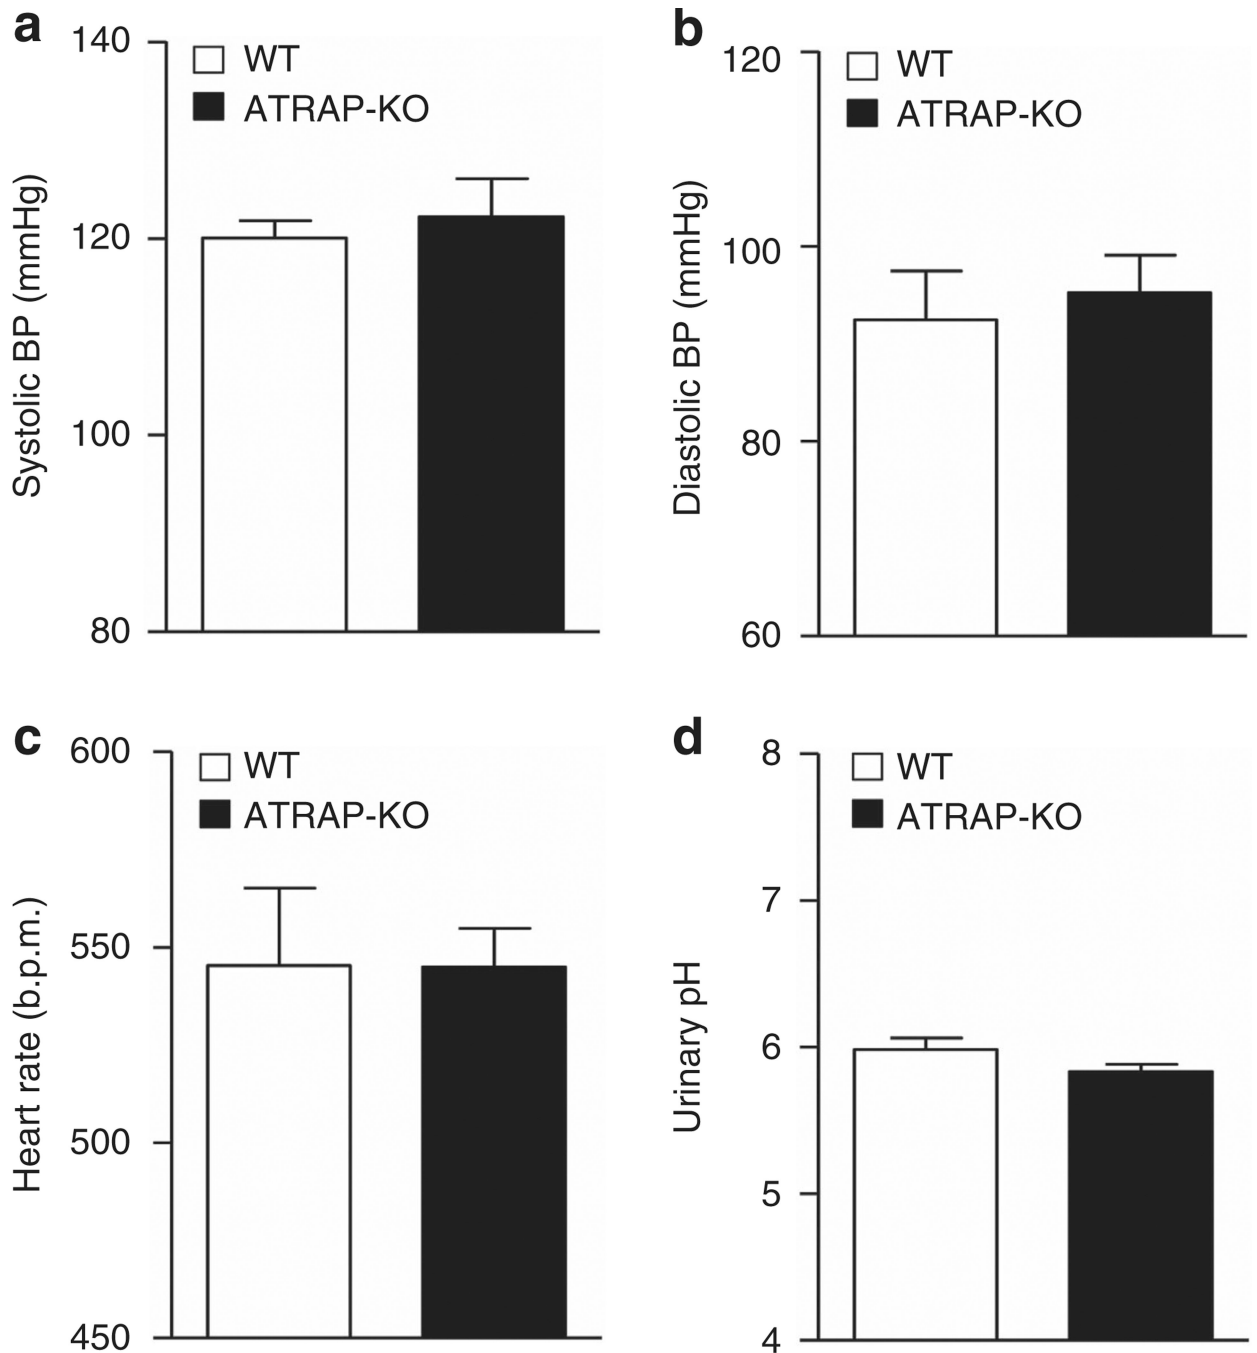 a
140
120
100
80
Systolic BP (mmHg)
WT
ATRAP-KO
b
120
100
80
60
Diastolic BP (mmHg)
WT
ATRAP-KO
c
600
550
500
450
Heart rate (b.p.m.)
WT
ATRAP-KO
d
8
7
6
5
4
Urinary pH
WT
ATRAP-KO